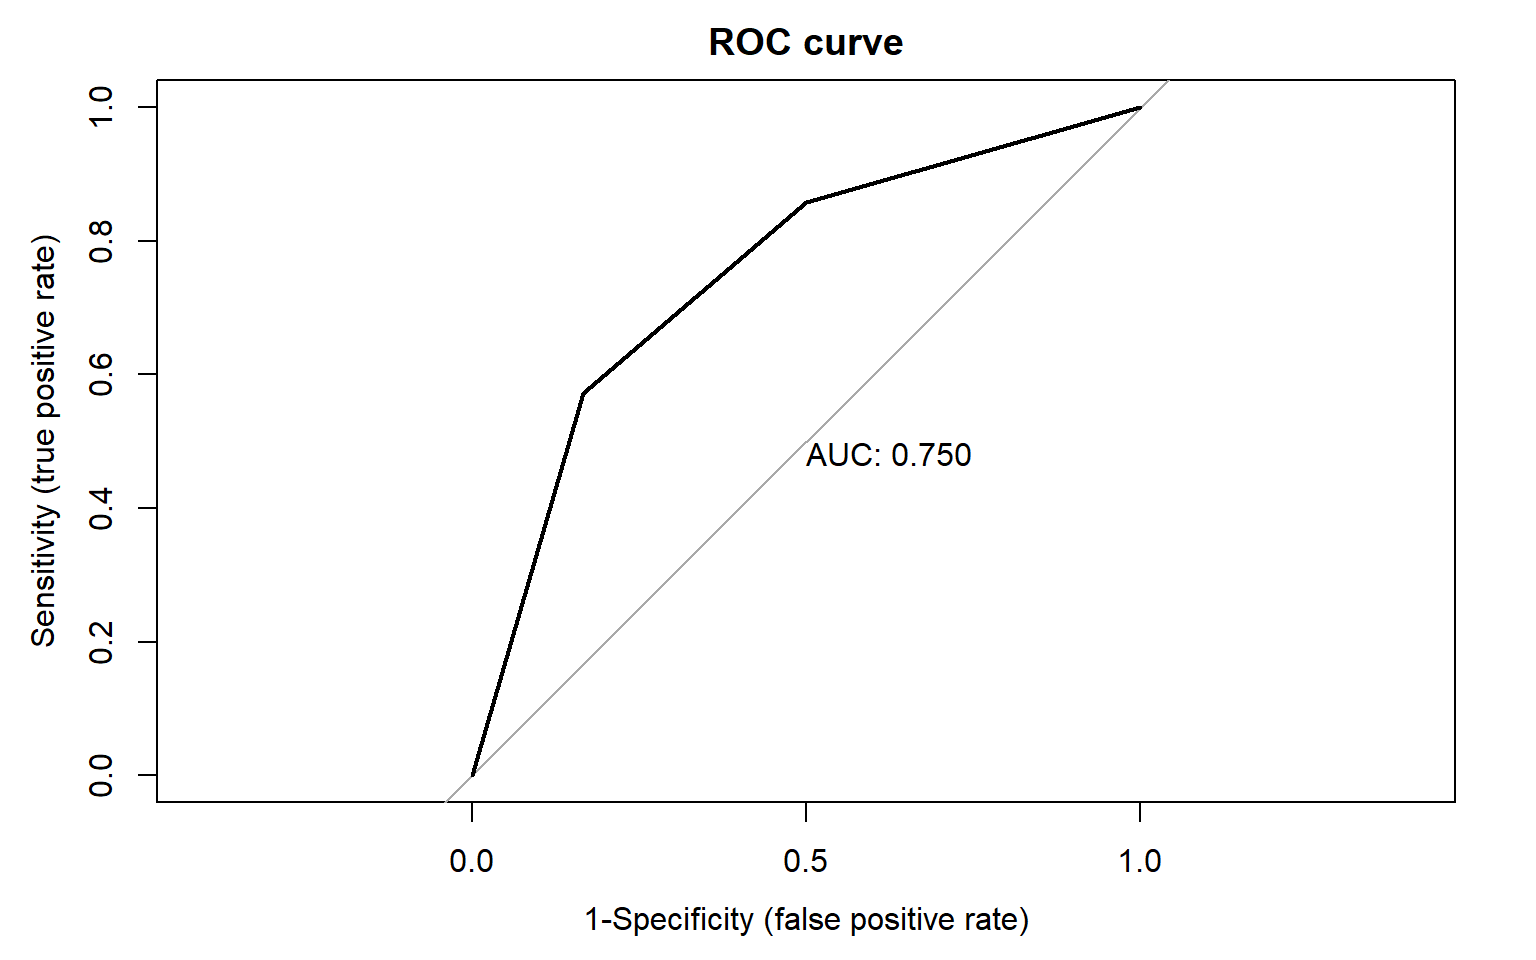 ROC curve
Sensitivity (true positive rate)
1.0
0.8
0.6
0.4
0.2
0.0
AUC: 0.750
0.0 0.5 1.0
1-Specificity (false positive rate)